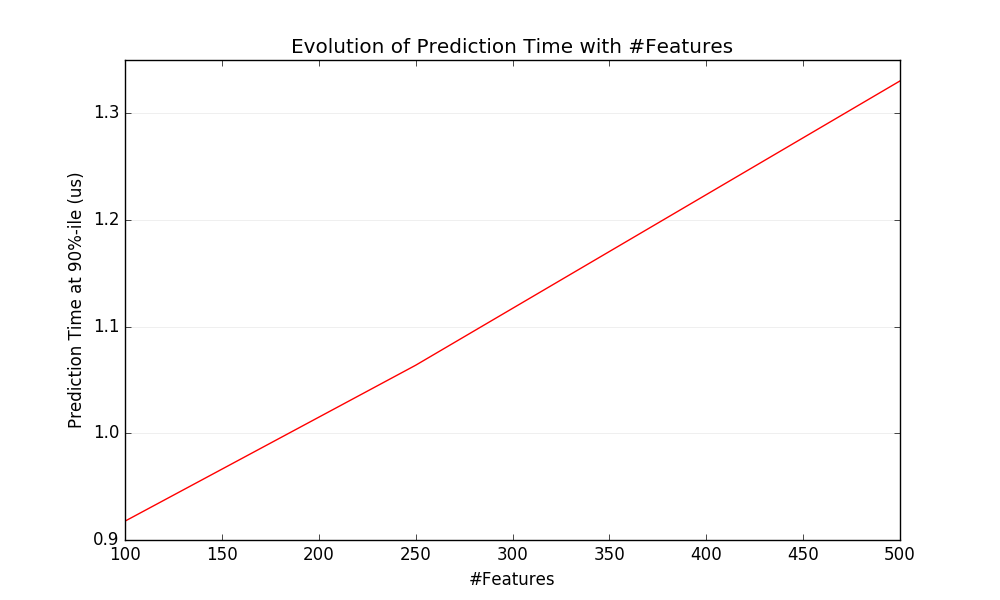 Evolution of Prediction Time with #Features
Prediction Time at 90%-ile (us)
1.3
1.2
1.1
1.0
0.9
100 150 200 250 300 350 400 450 500
#Features